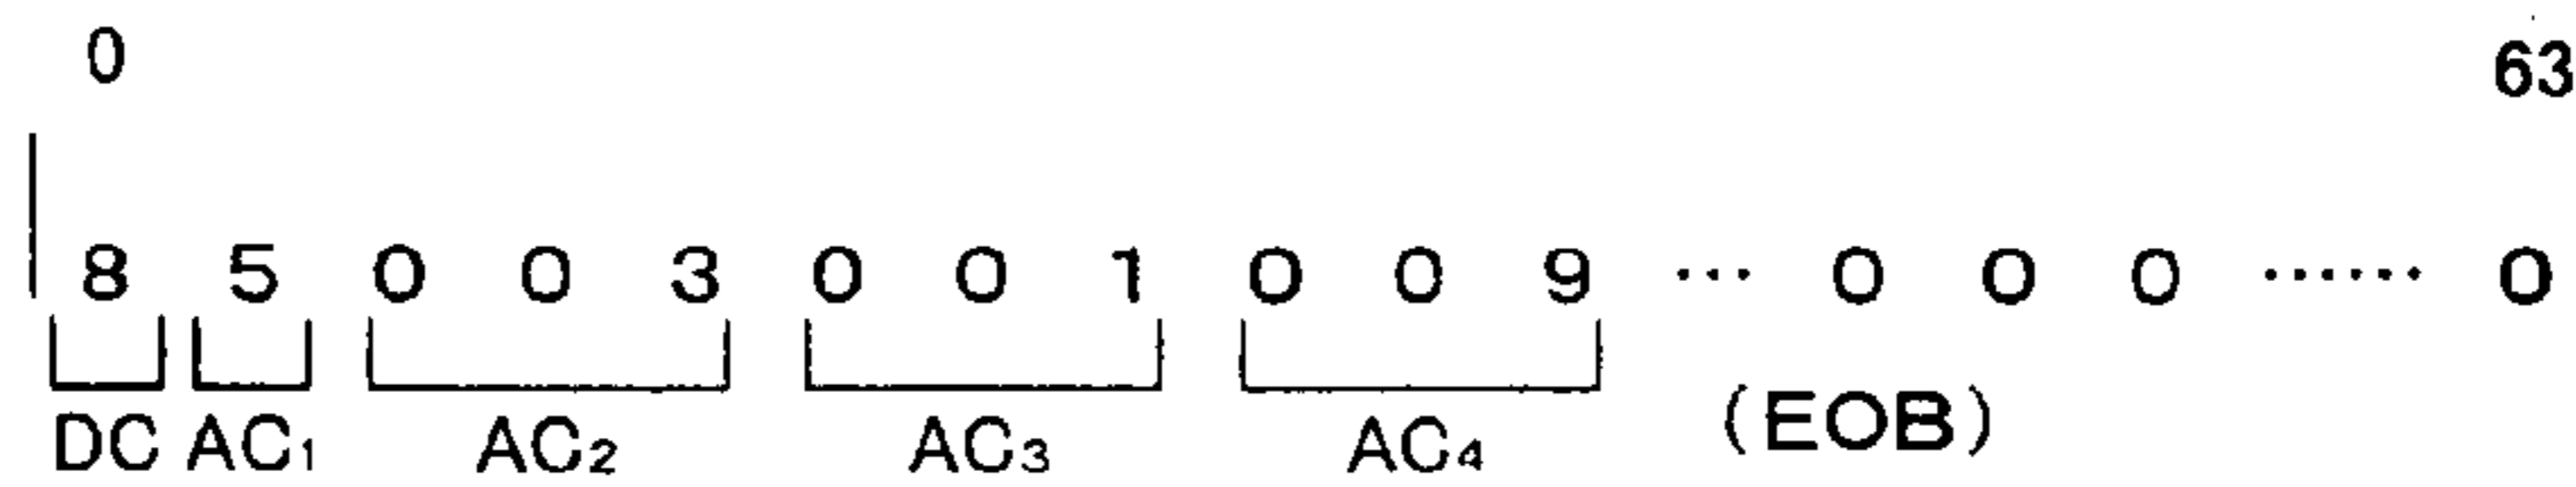 0 63
8 5 0 0 3 0 0 1 0 0 9 ... 0 0 0 ...... 0
DC AC₁ AC₂ AC₃ AC₄ (EOB)